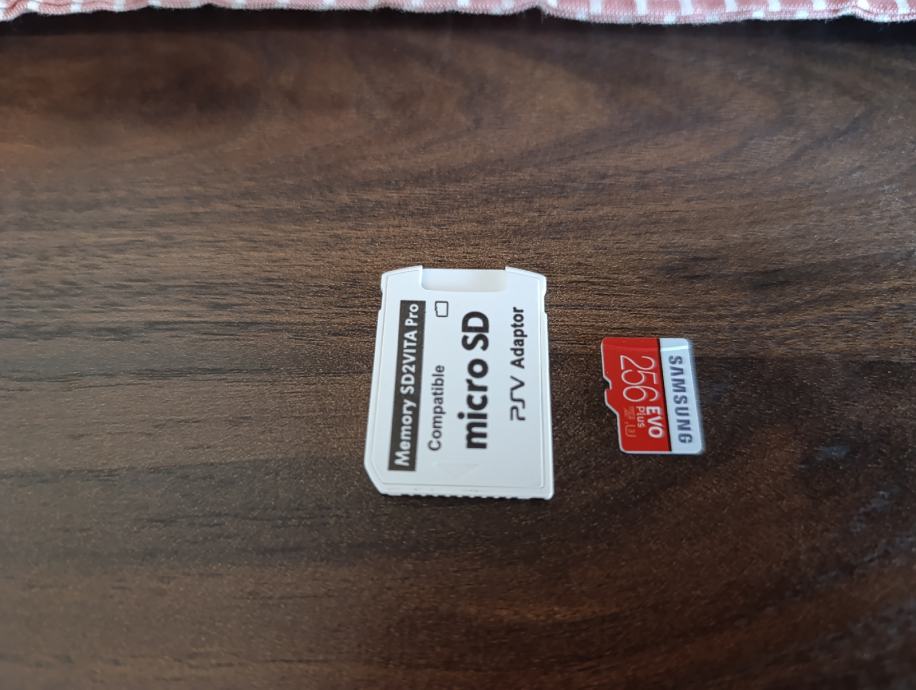 Memory SD2VITA Pro
Compatible
micro SD
PSV Adaptor
SAMSUNG
EVO
Plus
256